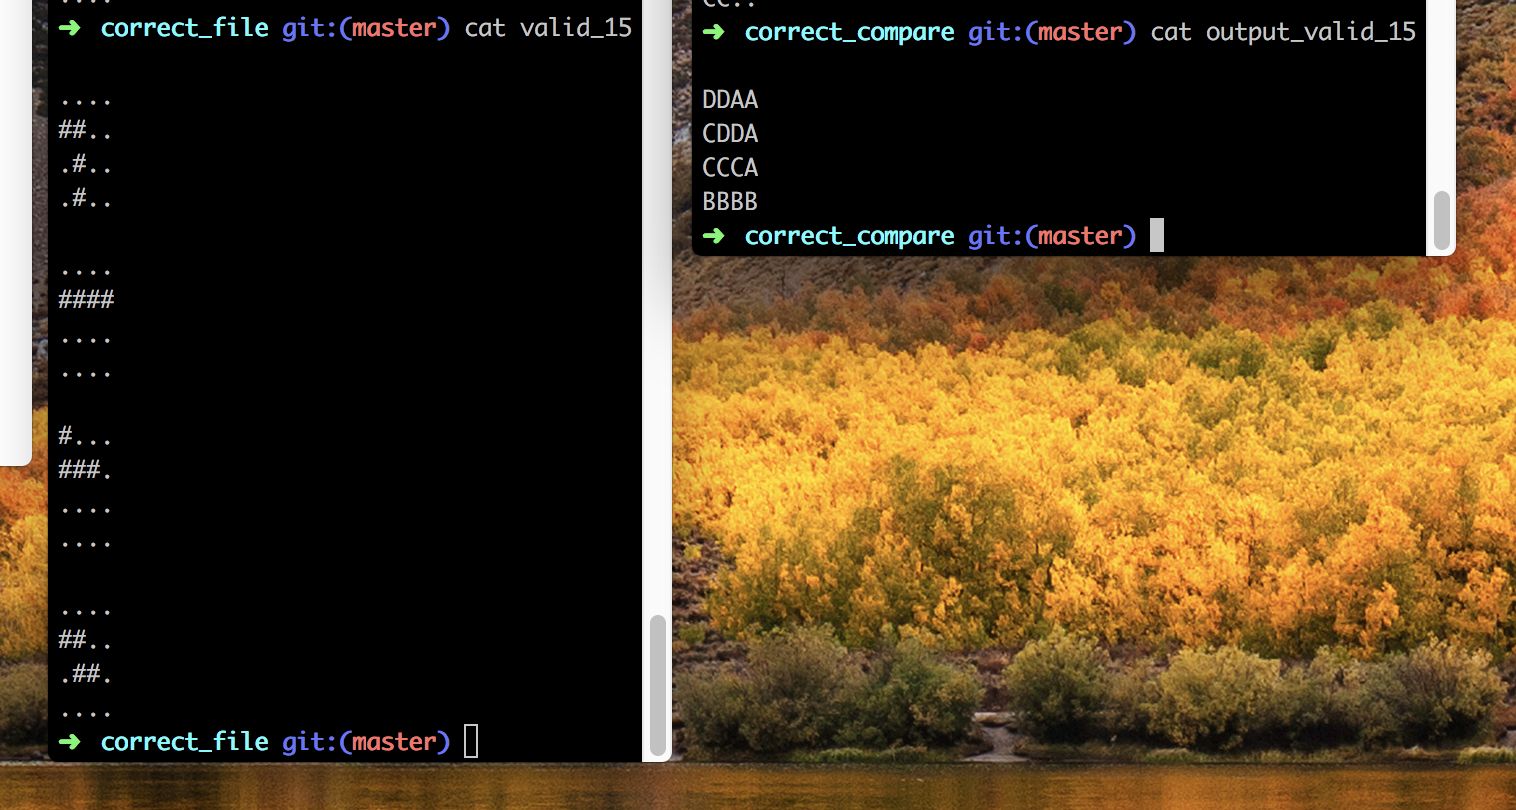 ....
➜ correct_file git:(master) cat valid_15

....
##..
.#..
.#..

....
####
....
....

#...
###.
....
....

....
##..
.##.
....
➜ correct_file git:(master)
CC..
➜ correct_compare git:(master) cat output_valid_15

DDAA
CDDA
CCCA
BBBB
➜ correct_compare git:(master)